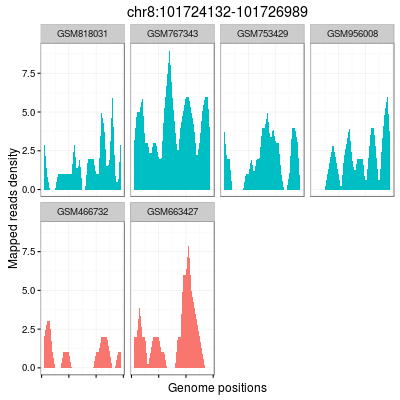 chr8:101724132-101726989
GSM818031 GSM767343 GSM753429 GSM956008
7.5
5.0
2.5
0.0
GSM466732 GSM663427
7.5
5.0
2.5
0.0
Mapped reads density
Genome positions